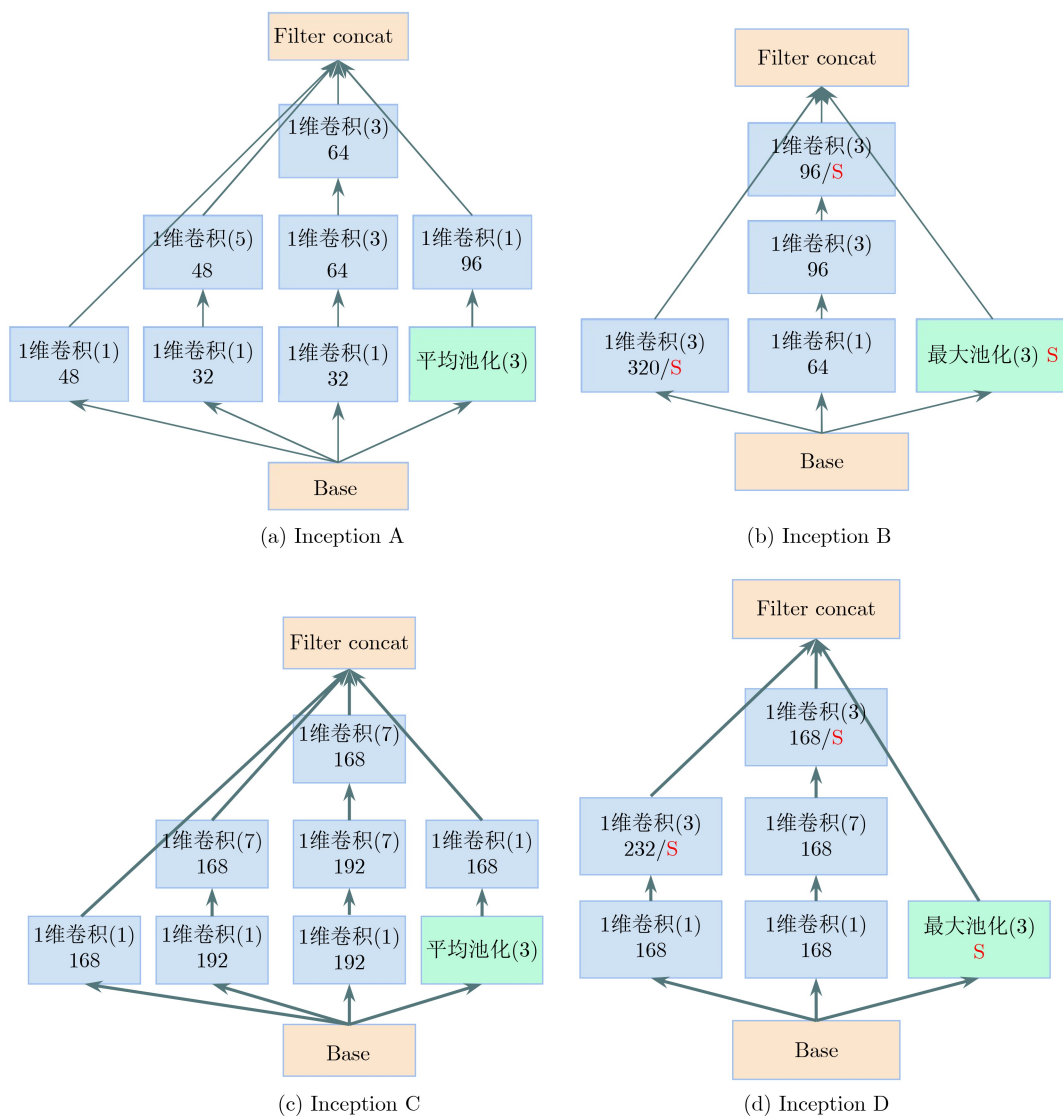 Filter concat
1维卷积(3)
64
1维卷积(5)
48
1维卷积(3)
64
1维卷积(1)
96
1维卷积(1)
48
1维卷积(1)
32
1维卷积(1)
32
平均池化(3)
Base
(a) Inception A
Filter concat
1维卷积(3)
96/S
1维卷积(3)
96
1维卷积(3)
320/S
1维卷积(1)
64
最大池化(3) S
Base
(b) Inception B
Filter concat
1维卷积(7)
168
1维卷积(7)
168
1维卷积(7)
192
1维卷积(1)
168
1维卷积(1)
168
1维卷积(1)
192
1维卷积(1)
192
平均池化(3)
Base
(c) Inception C
Filter concat
1维卷积(3)
168/S
1维卷积(3)
232/S
1维卷积(7)
168
1维卷积(1)
168
1维卷积(1)
168
最大池化(3)
S
Base
(d) Inception D